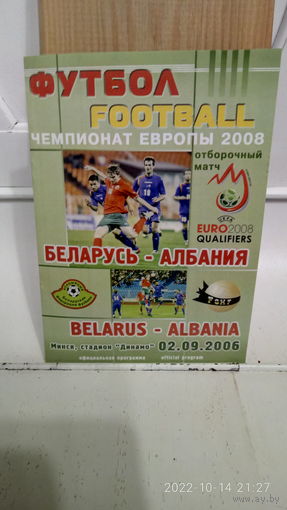 ФУТБОЛ
FOOTBALL
ЧЕМПИОНАТ ЕВРОПЫ 2008
отборочный
матч
UEFA
EURO2008
QUALIFIERS
БЕЛАРУСЬ - АЛБАНИЯ
BELARUS - ALBANIA
Минск, стадион "Динамо" 02.09.2006
официальная программа official program
2022-10-14 21:27
www.ay.by